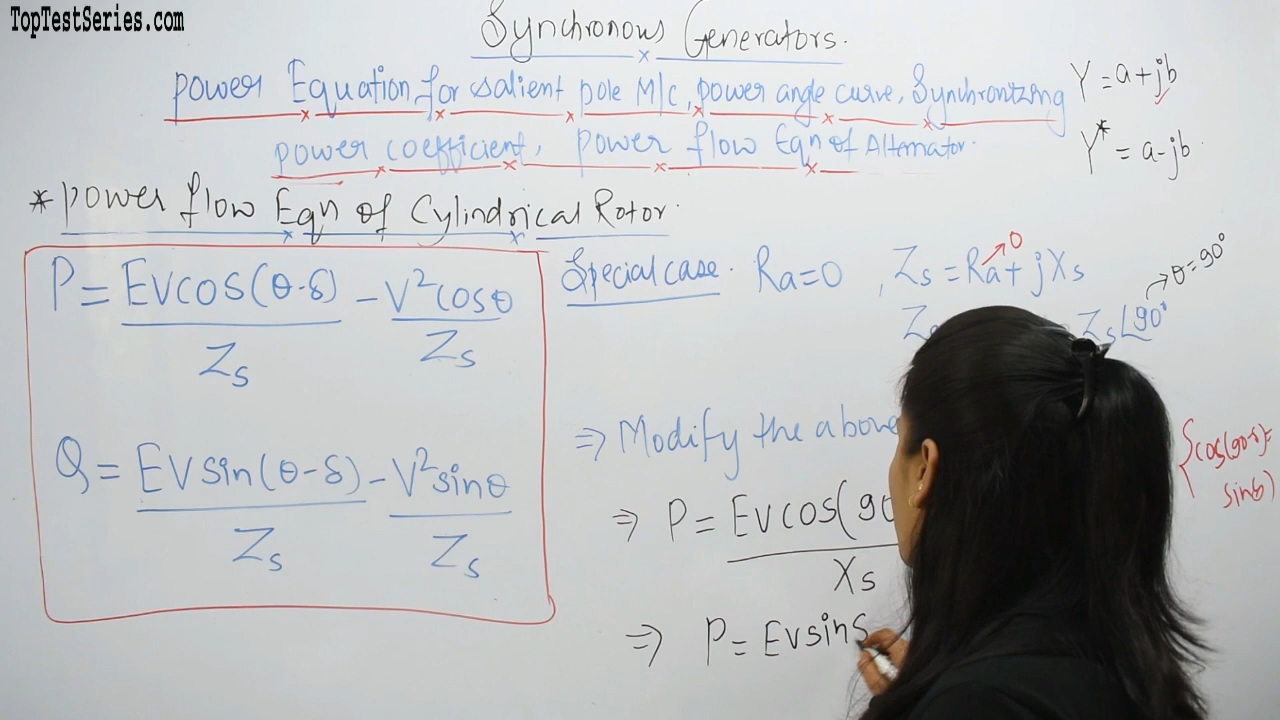 TopTestSeries.com
Synchronous Generators.
Power Equation for salient pole M/c, power angle curve, Synchronizing
power coefficient, power flow Eqn of Alternator.
Y = a + jb
Y* = a - jb
* Power flow Eqn of Cylindrical Rotor.
P = EVcos(θ-δ)/Zs - V²cosθ/Zs
Q = EVsin(θ-δ)/Zs - V²sinθ/Zs
Special case. Ra=0, Zs = Ra + jXs
0
θ=90°
Zs∠90°
⇒ Modify the above
⇒ P = EVcos(90
Xs
{cos(90-δ)=
sinδ}
⇒ P = EVsinδ